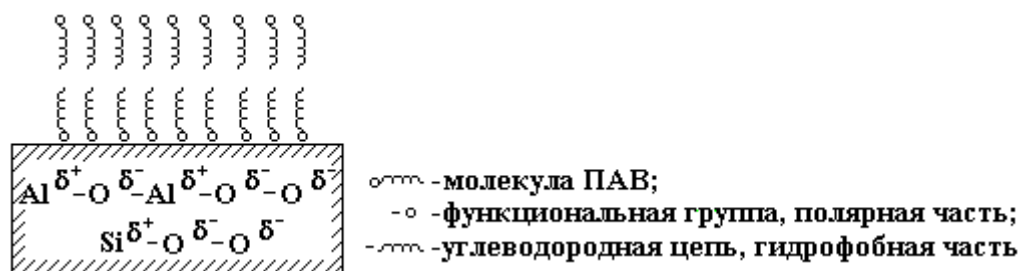 Al δ⁺-O δ⁻-Al δ⁺-O δ⁻-O δ⁻
Si δ⁺-O δ⁻-O δ⁻
-молекула ПАВ;
-функциональная группа, полярная часть;
-углеводородная цепь, гидрофобная часть